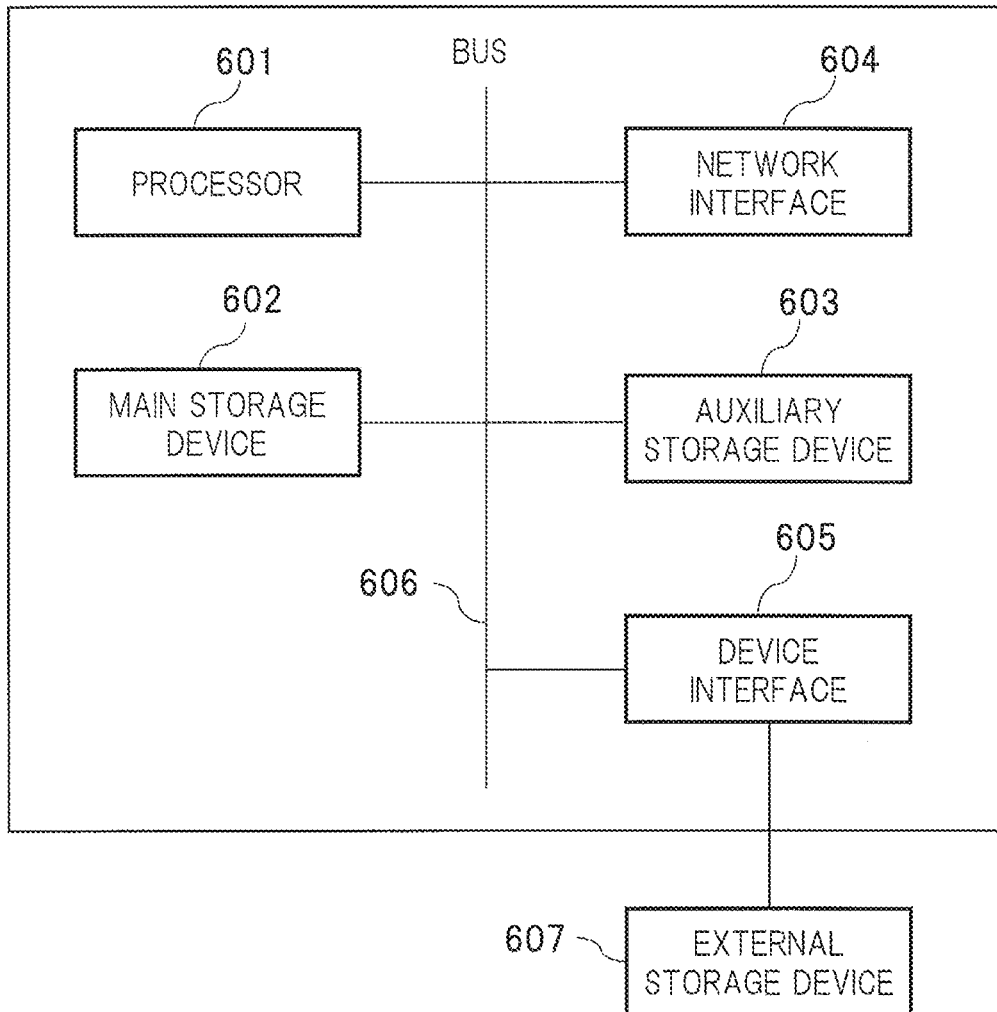 BUS
601
PROCESSOR
604
NETWORK
INTERFACE
602
MAIN STORAGE
DEVICE
603
AUXILIARY
STORAGE DEVICE
606
605
DEVICE
INTERFACE
607
EXTERNAL
STORAGE DEVICE